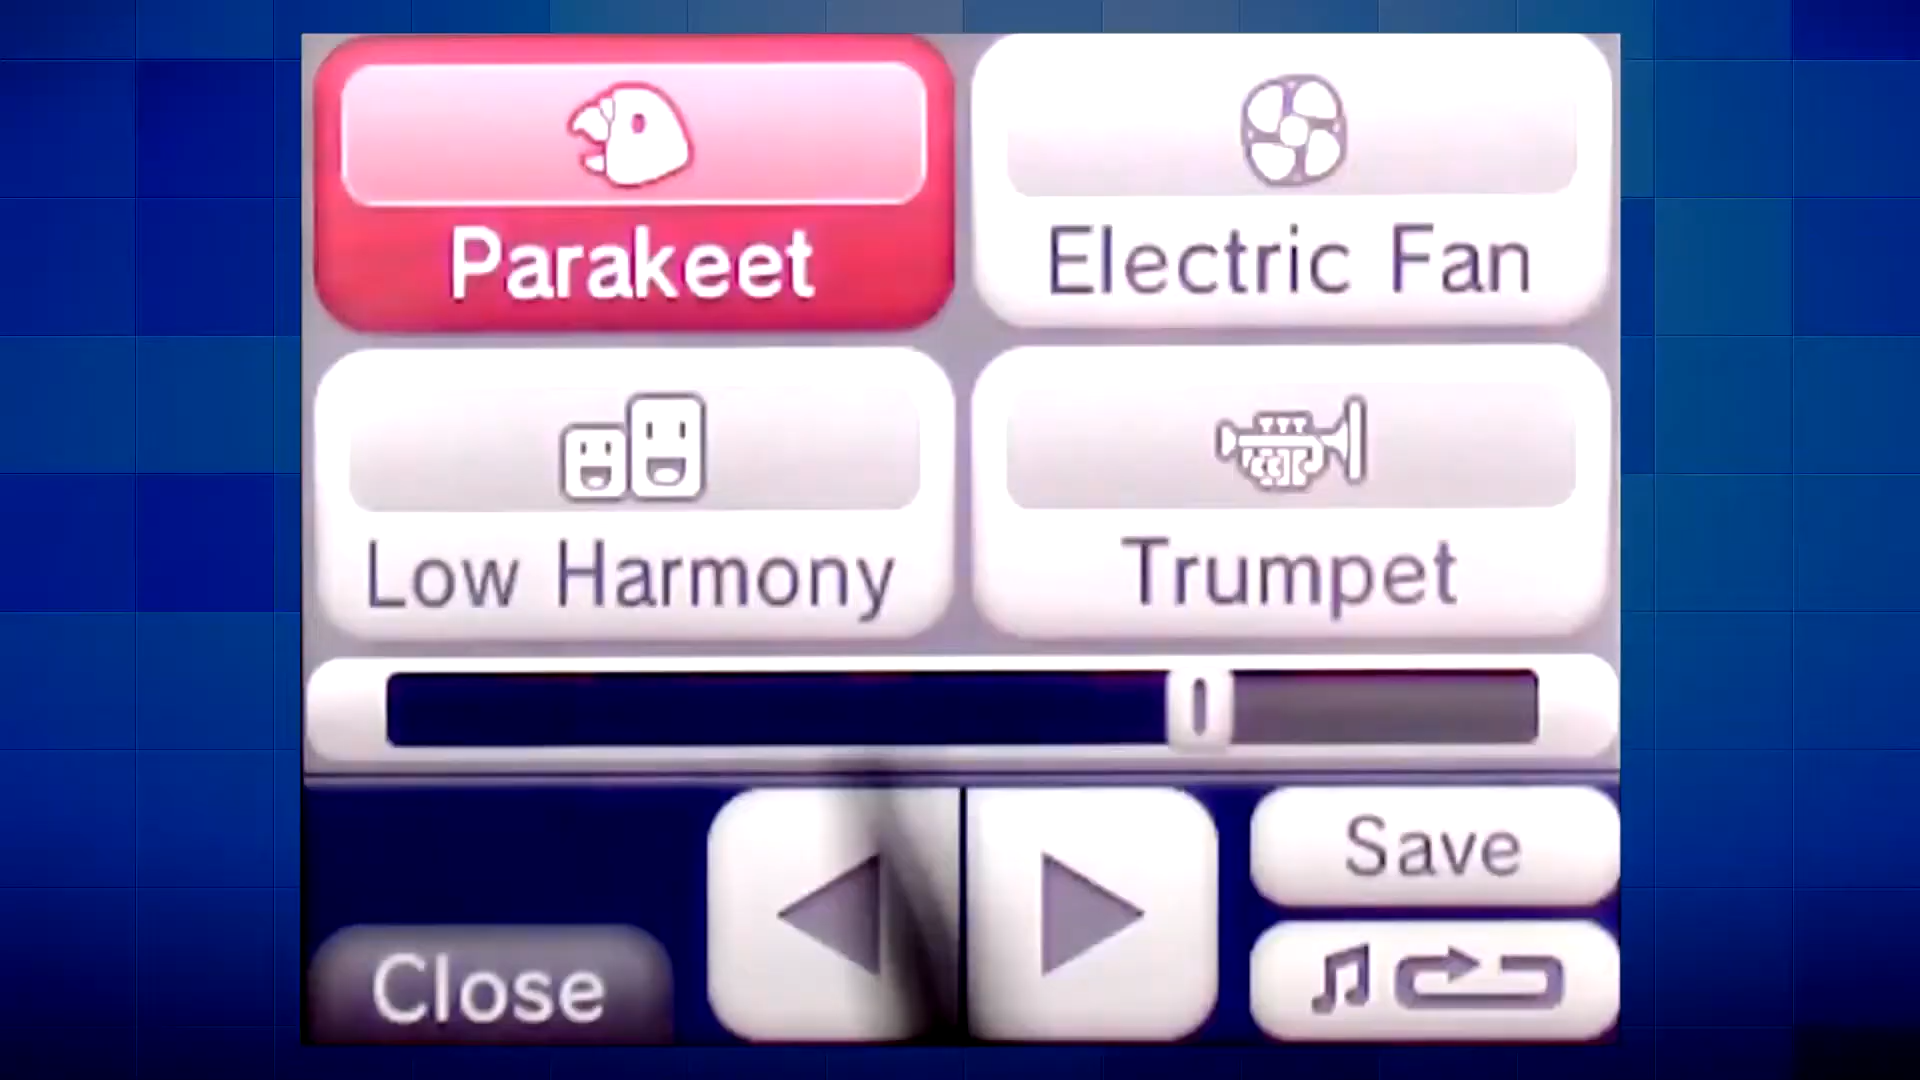 Parakeet
Electric Fan
Low Harmony
Trumpet
Save
Close